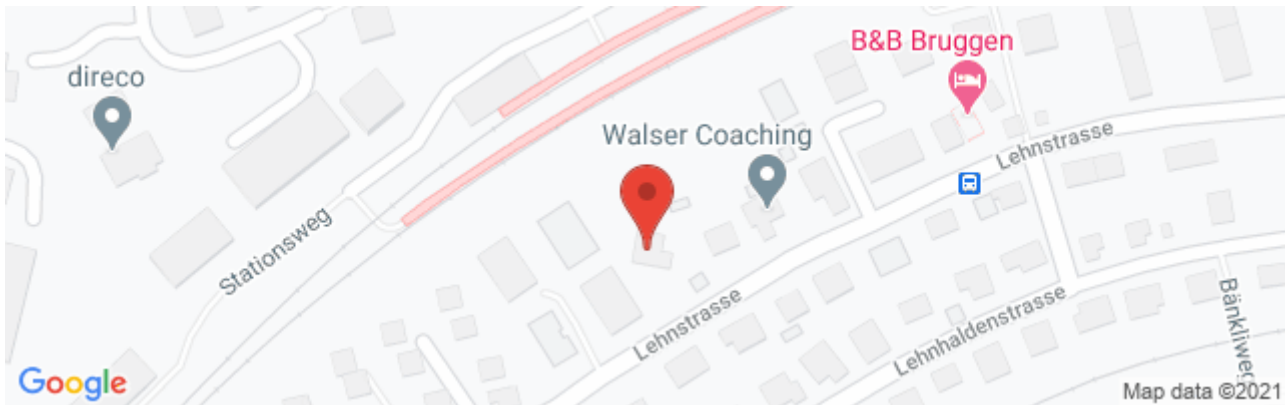 B&B Bruggen
direco
Walser Coaching
Lehnstrasse
Stationsweg
Lehnstrasse
Lehnhaldenstrasse
Bänkliweg
Google
Map data ©2021